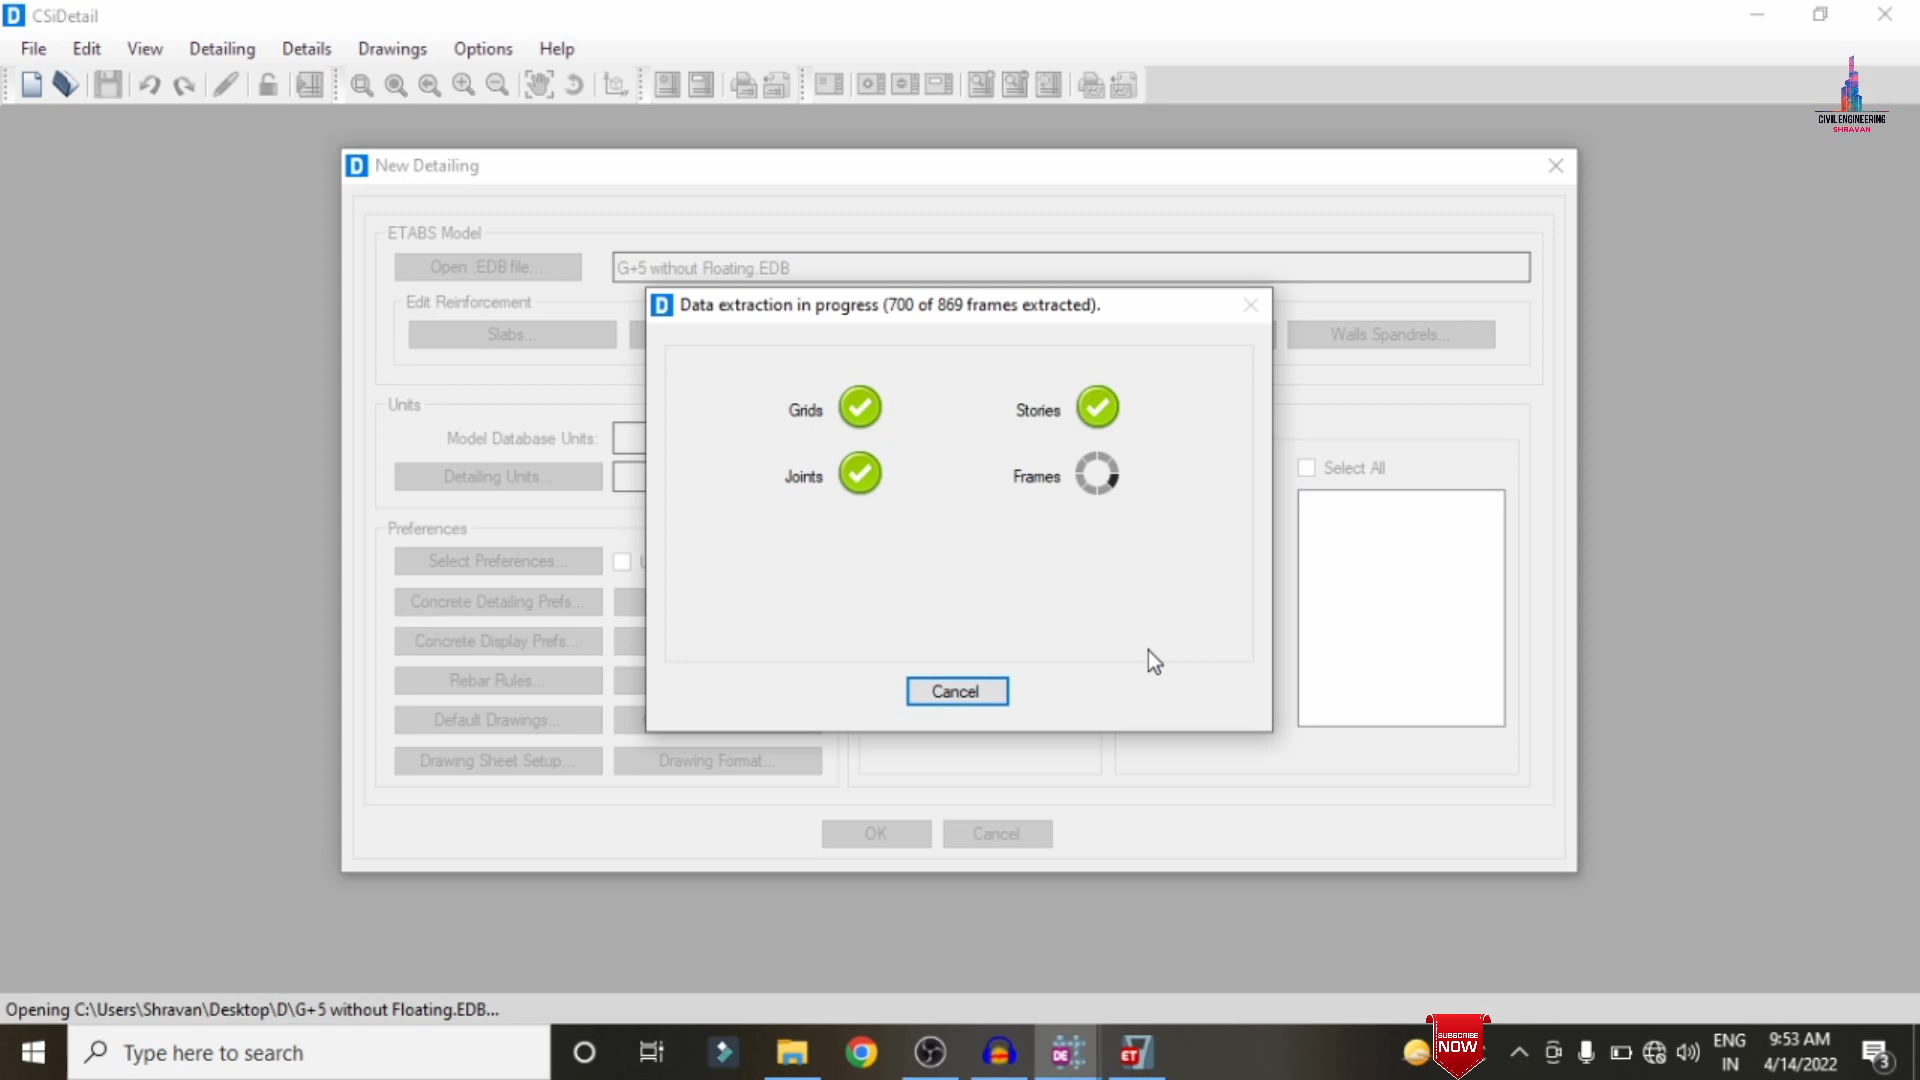 CSiDetail
File Edit View Detailing Details Drawings Options Help
CIVIL ENGINEERING
SHRAVAN
New Detailing
ETABS Model
Open .EDB file... G+5 without Floating.EDB
Edit Reinforcement
Slabs... Walls Spandrels...
Data extraction in progress (700 of 869 frames extracted).
Grids Stories
Joints Frames
Cancel
Units
Model Database Units:
Detailing Units...
Select All
Preferences
Select Preferences...
Concrete Detailing Prefs...
Concrete Display Prefs...
Rebar Rules...
Default Drawings...
Drawing Sheet Setup... Drawing Format...
OK Cancel
Opening C:\Users\Shravan\Desktop\D\G+5 without Floating.EDB...
Type here to search
DE
ET
SUBSCRIBE
NOW
ENG
IN
9:53 AM
4/14/2022
3